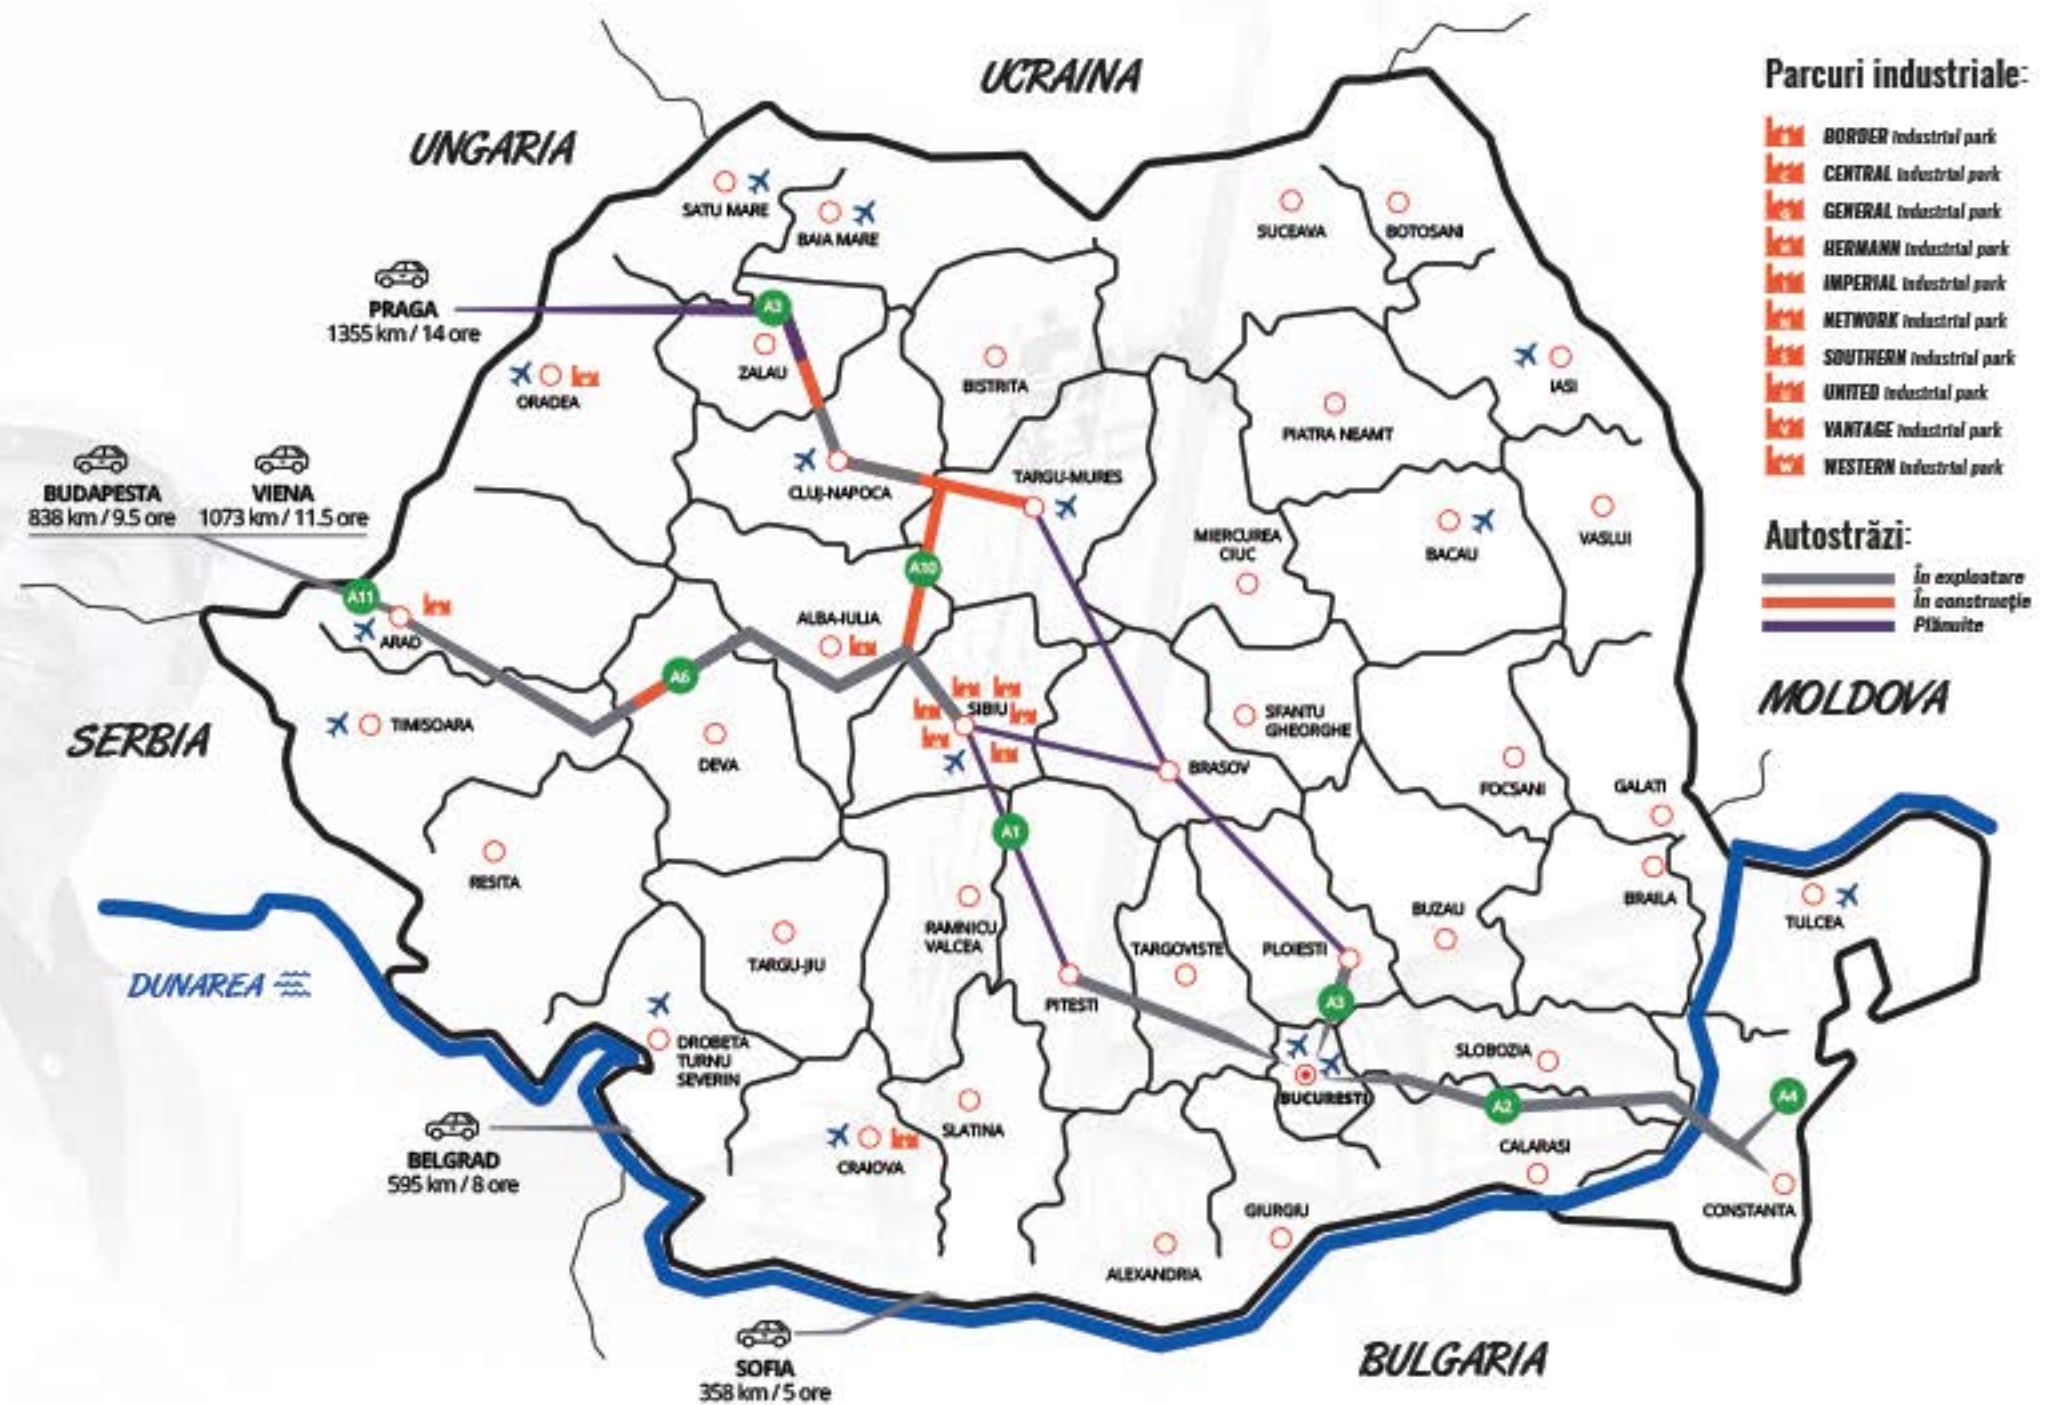 UCRAINA
UNGARIA
Parcuri industriale:
BORDER industrial park
CENTRAL industrial park
GENERAL industrial park
HERMANN industrial park
IMPERIAL industrial park
NETWORK industrial park
SOUTHERN industrial park
UNITED industrial park
VANTAGE industrial park
WESTERN industrial park
Autostrăzi:
În exploatare
În construcție
Plănuite
SATU MARE
BAIA MARE
SUCEAVA
BOTOSANI
PRAGA
1355 km / 14 ore
A3
ZALAU
ORADEA
BISTRITA
IASI
PIATRA NEAMT
BUDAPESTA
838 km / 9.5 ore
VIENA
1073 km / 11.5 ore
CLUJ-NAPOCA
TARGU-MURES
MIERCUREA
CIUC
BACAU
VASLUI
A11
ARAD
A10
ALBA-IULIA
A6
SERBIA
TIMISOARA
DEVA
SIBIU
BRASOV
SFANTU
GHEORGHE
FOCSANI
GALATI
MOLDOVA
A1
RESITA
TARGU-JIU
RAMNICU
VALCEA
TARGOVISTE
PLOIESTI
BUZAU
BRAILA
TULCEA
DUNAREA
PITESTI
A3
DROBETA
TURNU
SEVERIN
SLOBOZIA
BUCURESTI
A2
A4
CRAIOVA
SLATINA
CALARASI
BELGRAD
595 km / 8 ore
GIURGIU
CONSTANTA
ALEXANDRIA
SOFIA
358 km / 5 ore
BULGARIA